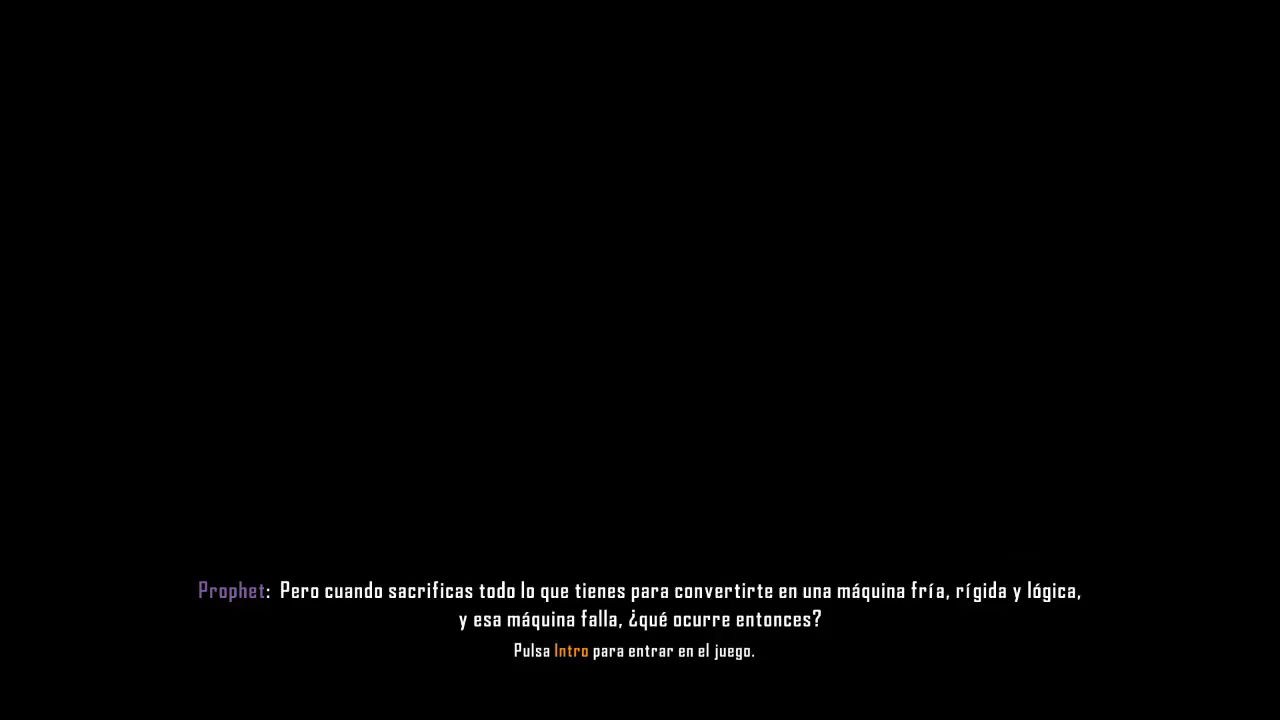 Prophet: Pero cuando sacrificas todo lo que tienes para convertirte en una máquina fría, rígida y lógica,
y esa máquina falla, ¿qué ocurre entonces?
Pulsa Intro para entrar en el juego.